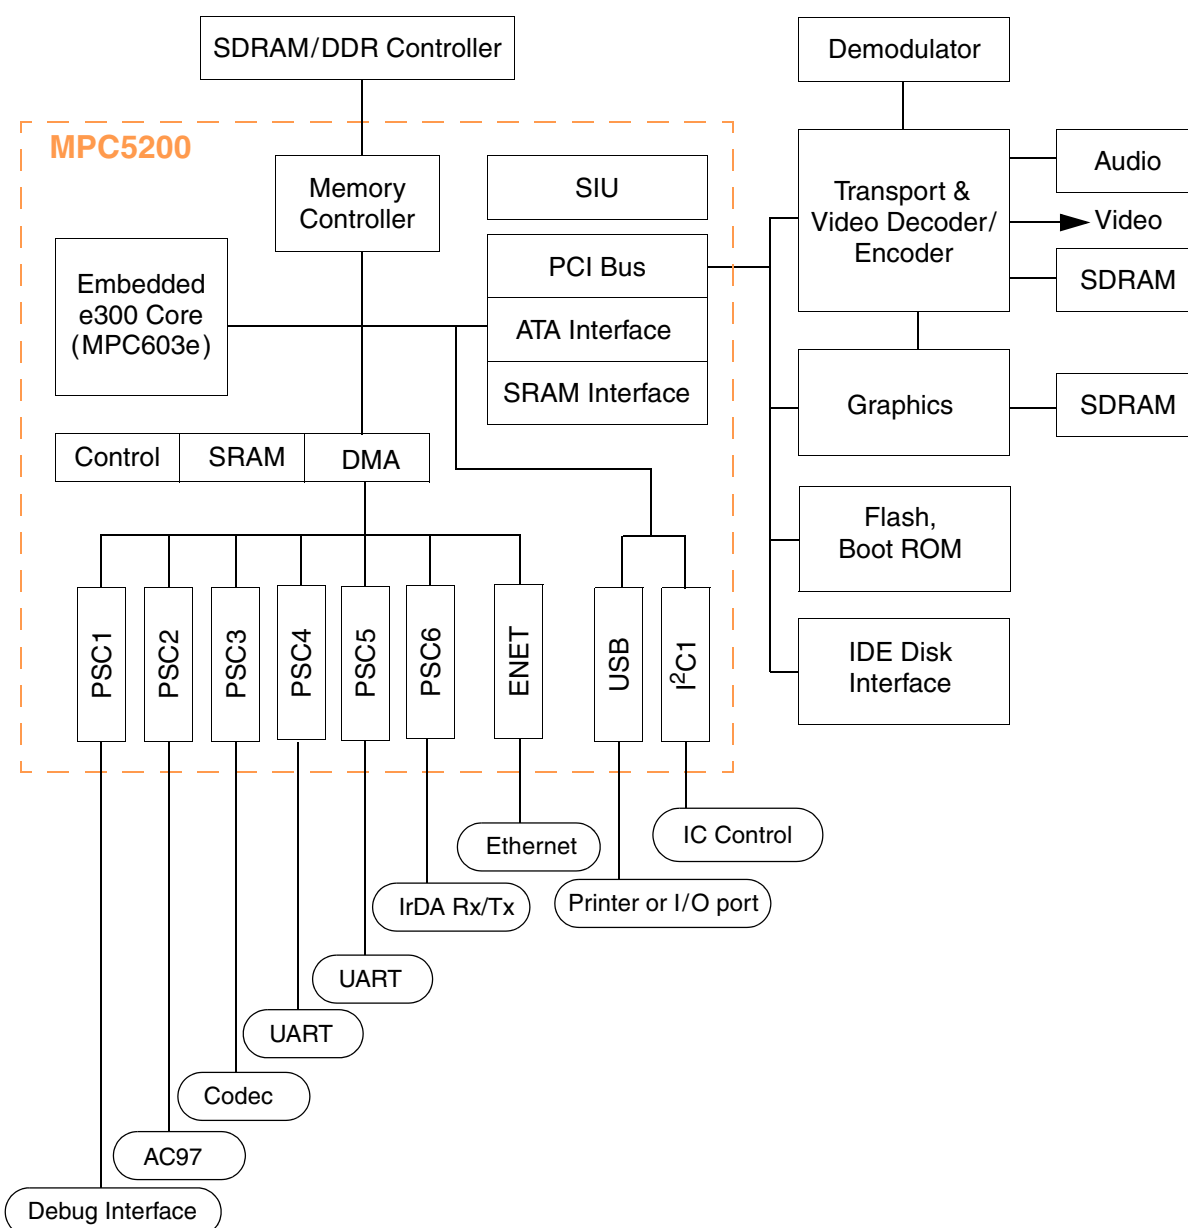 SDRAM/DDR Controller
Demodulator
MPC5200
Memory
Controller
SIU
Transport &
Video Decoder/
Encoder
Audio
Video
SDRAM
PCI Bus
Embedded
e300 Core
(MPC603e)
ATA Interface
SRAM Interface
Graphics
SDRAM
Control
SRAM
DMA
Flash,
Boot ROM
PSC1
PSC2
PSC3
PSC4
PSC5
PSC6
ENET
USB
I²C1
IDE Disk
Interface
Ethernet
IC Control
IrDA Rx/Tx
Printer or I/O port
UART
UART
Codec
AC97
Debug Interface